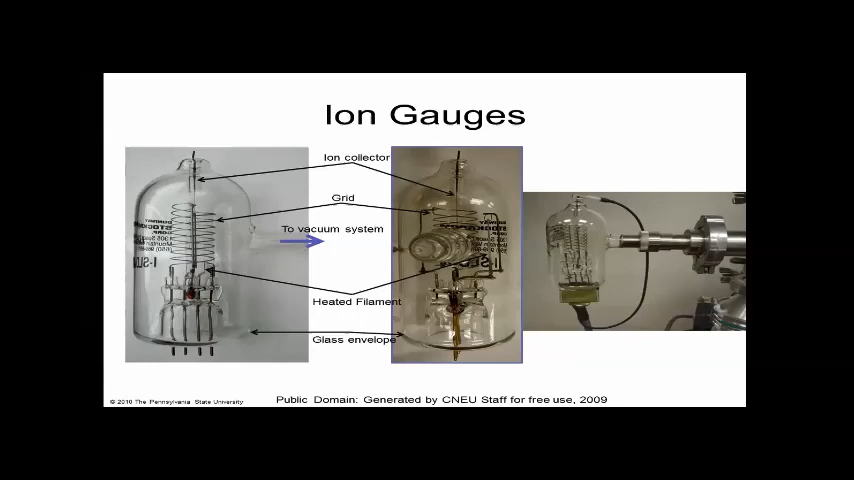 Ion Gauges
Ion collector
Grid
To vacuum system
Heated Filament
Glass envelope
© 2010 The Pennsylvania State University
Public Domain: Generated by CNEU Staff for free use, 2009